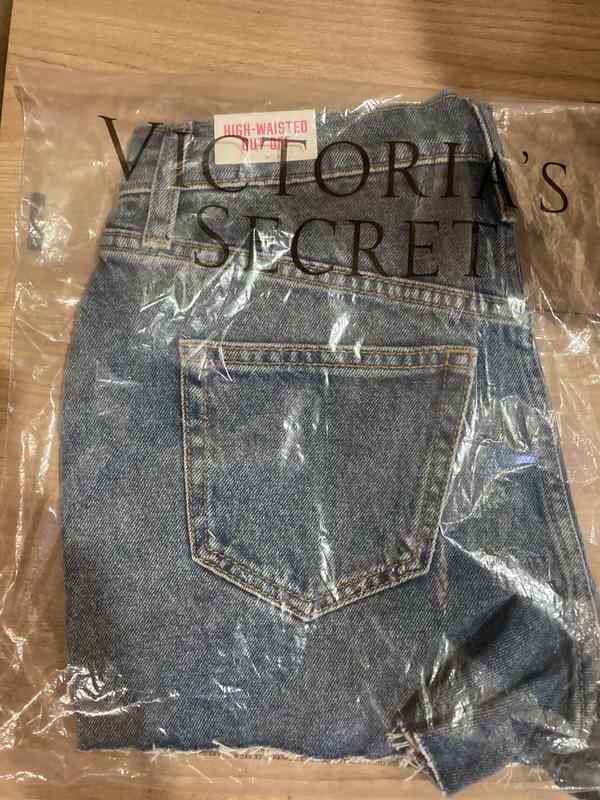 HIGH-WAISTED
CUT OFF
VICTORIA'S
SECRET